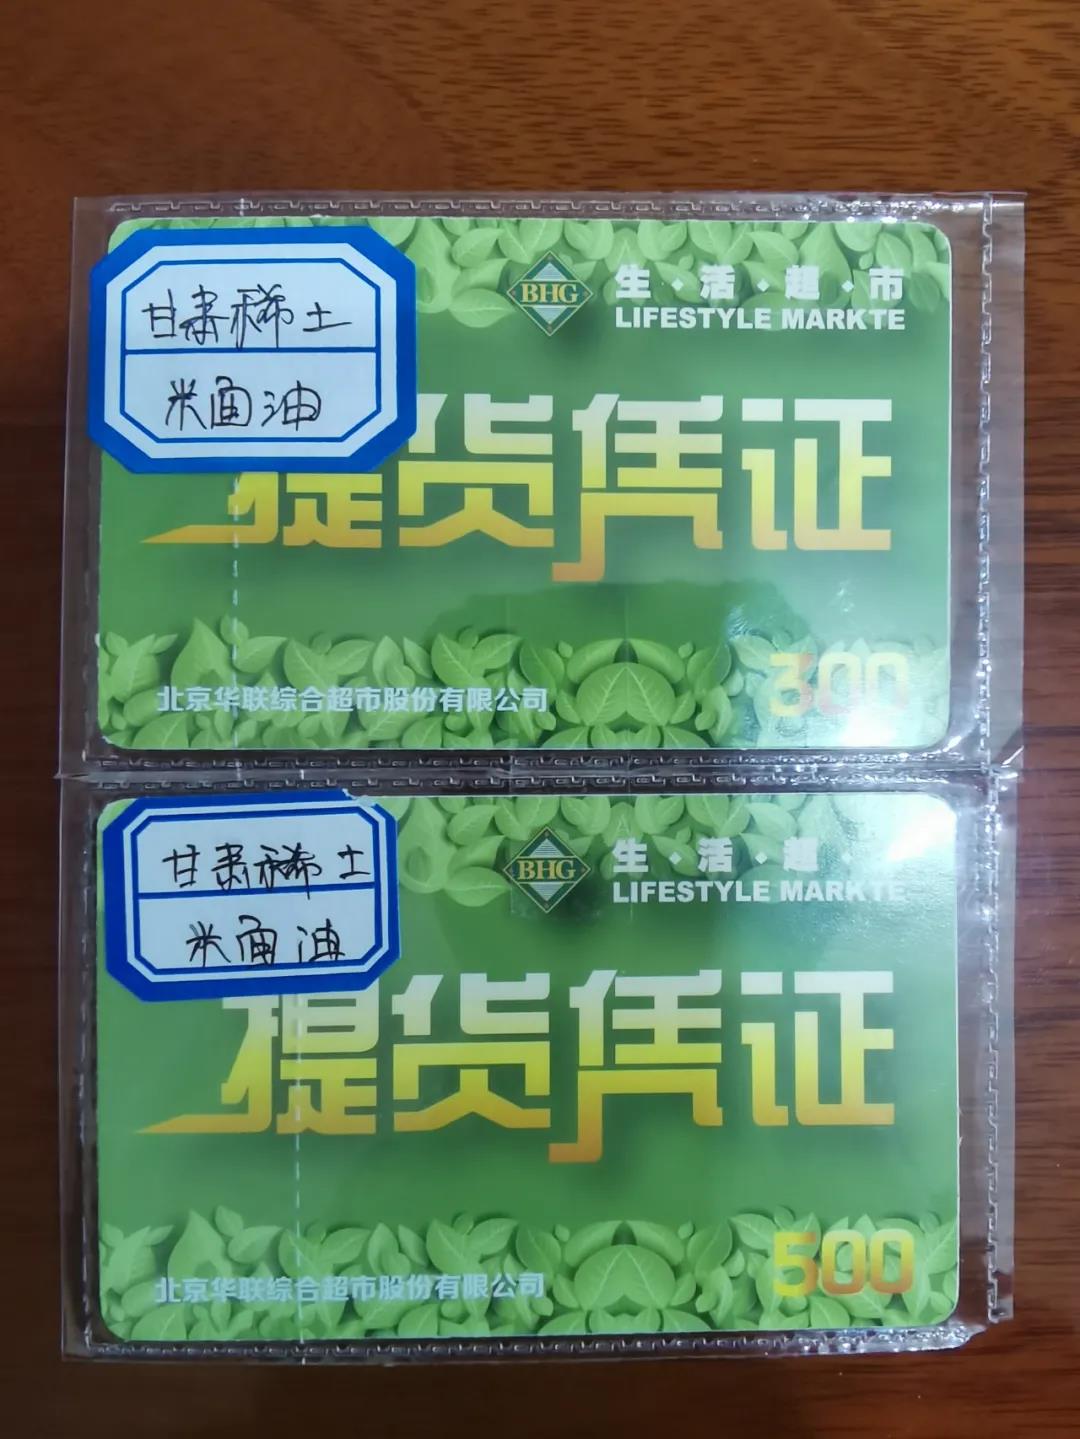 甘肃稀土
米面油
BHG
生·活·超·市
LIFESTYLE MARKTE
提货凭证
北京华联综合超市股份有限公司
300
甘肃稀土
米面油
BHG
生·活·超
LIFESTYLE MARKTE
提货凭证
北京华联综合超市股份有限公司
500